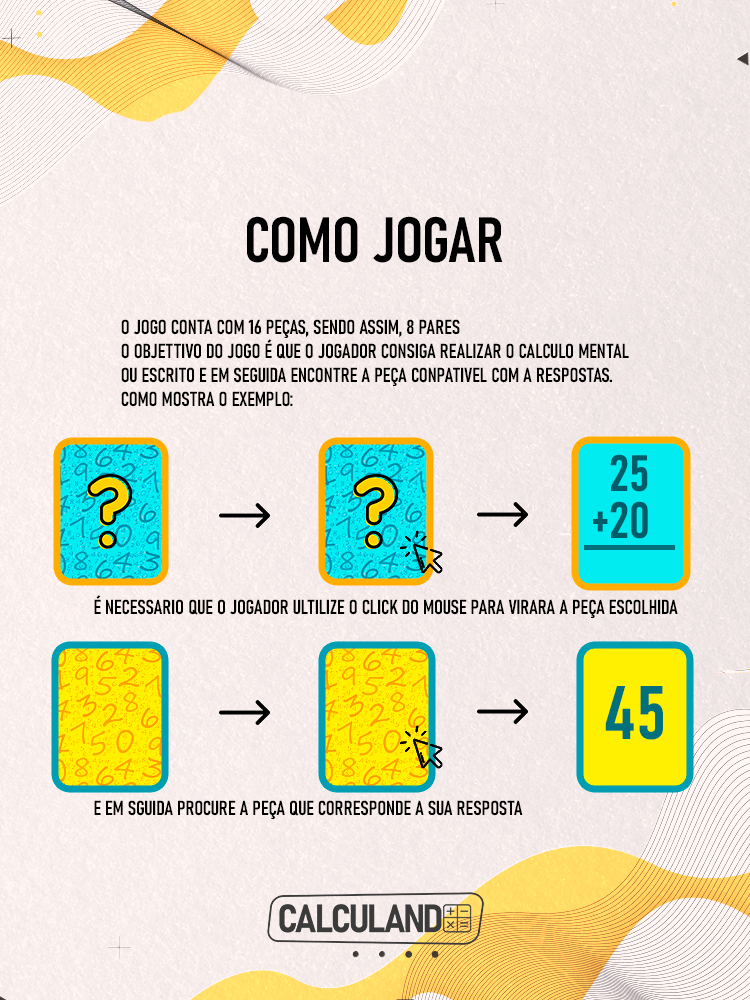 COMO JOGAR
O JOGO CONTA COM 16 PEÇAS, SENDO ASSIM, 8 PARES
O OBJETTIVO DO JOGO É QUE O JOGADOR CONSIGA REALIZAR O CALCULO MENTAL
OU ESCRITO E EM SEGUIDA ENCONTRE A PEÇA CONPATIVEL COM A RESPOSTAS.
COMO MOSTRA O EXEMPLO:
? → ? → 25
+20
É NECESSARIO QUE O JOGADOR ULTILIZE O CLICK DO MOUSE PARA VIRARA A PEÇA ESCOLHIDA
→ → 45
E EM SGUIDA PROCURE A PEÇA QUE CORRESPONDE A SUA RESPOSTA
CALCULAND